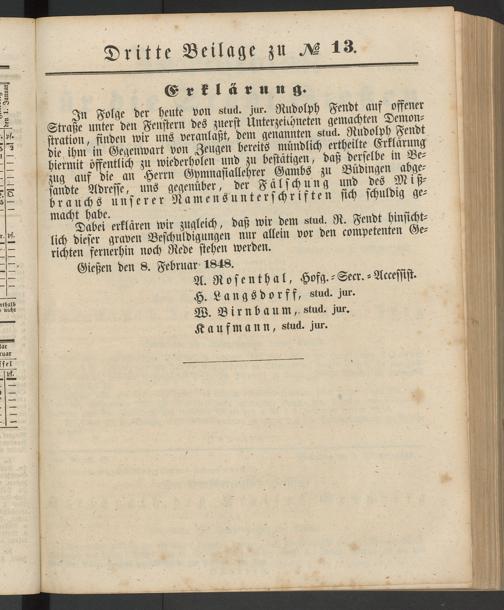 Dritte Beilage zu № 13.
Erklärung.
In Folge der heute von stud. jur. Rudolph Fendt auf offener
Straße unter den Fenstern des zuerst Unterzeichneten gemachten Demon-
stration, finden wir uns veranlaßt, dem genannten stud. Rudolph Fendt
die ihm in Gegenwart von Zeugen bereits mündlich ertheilte Erklärung
hiermit öffentlich zu wiederholen und zu bestätigen, daß derselbe in Be-
zug auf die an Herrn Gymnasiallehrer Gambs zu Büdingen abge-
sandte Adresse, uns gegenüber, der Fälschung und des Miß-
brauchs unserer Namensunterschriften sich schuldig ge-
macht habe.
Dabei erklären wir zugleich, daß wir dem stud. R. Fendt hinsicht-
lich dieser graven Beschuldigungen nur allein vor den competenten Ge-
richten fernerhin noch Rede stehen werden.
Gießen den 8. Februar 1848.
A. Rosenthal, Hofg.-Secr.-Accessist.
H. Langsdorff, stud. jur.
W. Birnbaum, stud. jur.
Kaufmann, stud. jur.